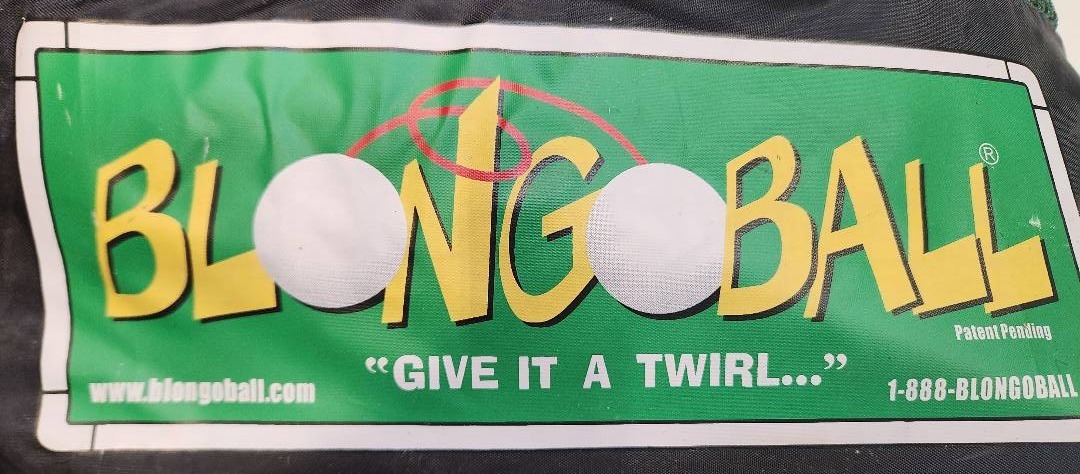 BLONGOBALL®
Patent Pending
"GIVE IT A TWIRL..."
www.blongoball.com
1-888-BLONGOBALL